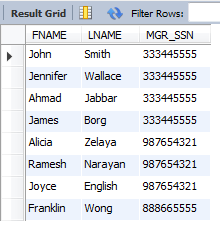 Result Grid Filter Rows:
FNAME LNAME MGR_SSN
John Smith 333445555
Jennifer Wallace 333445555
Ahmad Jabbar 333445555
James Borg 333445555
Alicia Zelaya 987654321
Ramesh Narayan 987654321
Joyce English 987654321
Franklin Wong 888665555